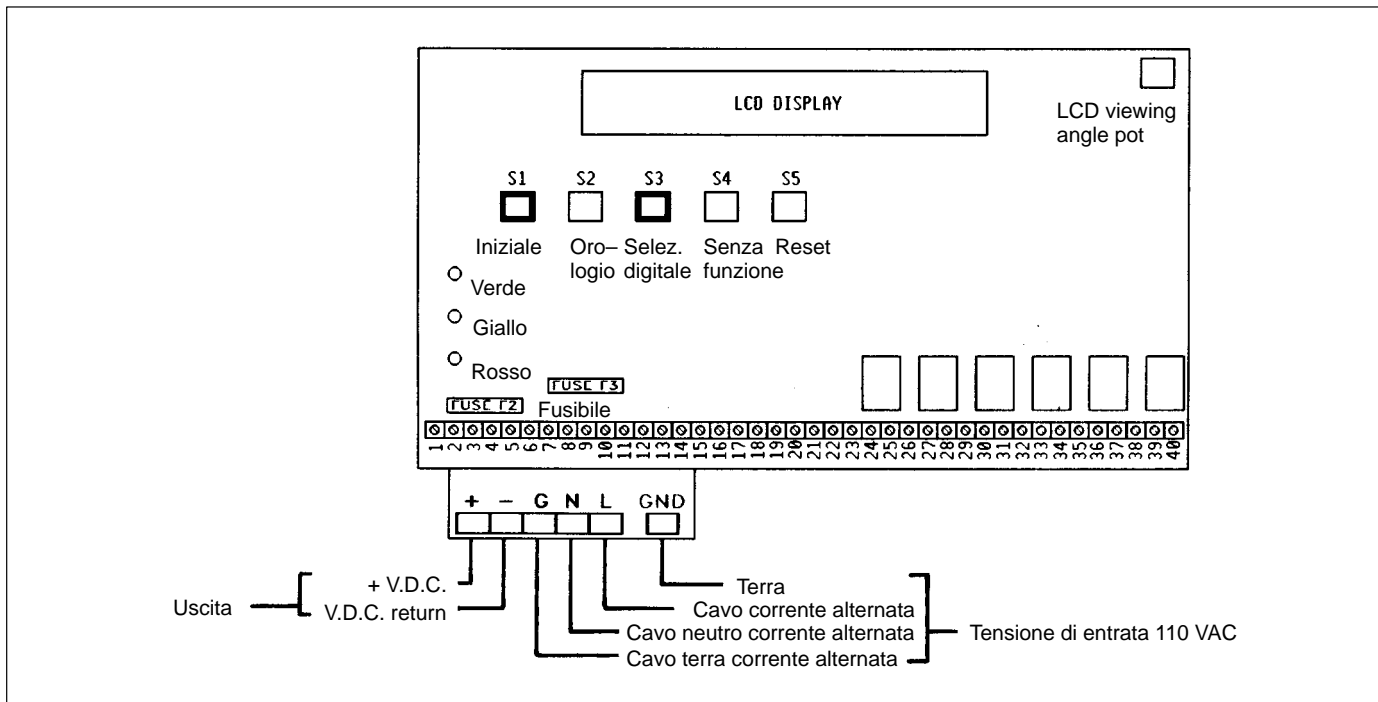 LCD DISPLAY
LCD viewing
angle pot
S1 S2 S3 S4 S5
Iniziale Oro– Selez. Senza Reset
logio digitale funzione
Verde
Giallo
Rosso
FUSE F3
FUSE F2 Fusibile
1 2 3 4 5 6 7 8 9 10 11 12 13 14 15 16 17 18 19 20 21 22 23 24 25 26 27 28 29 30 31 32 33 34 35 36 37 38 39 40
+ – G N L GND
+ V.D.C. Terra
Uscita V.D.C. return Cavo corrente alternata
Cavo neutro corrente alternata Tensione di entrata 110 VAC
Cavo terra corrente alternata